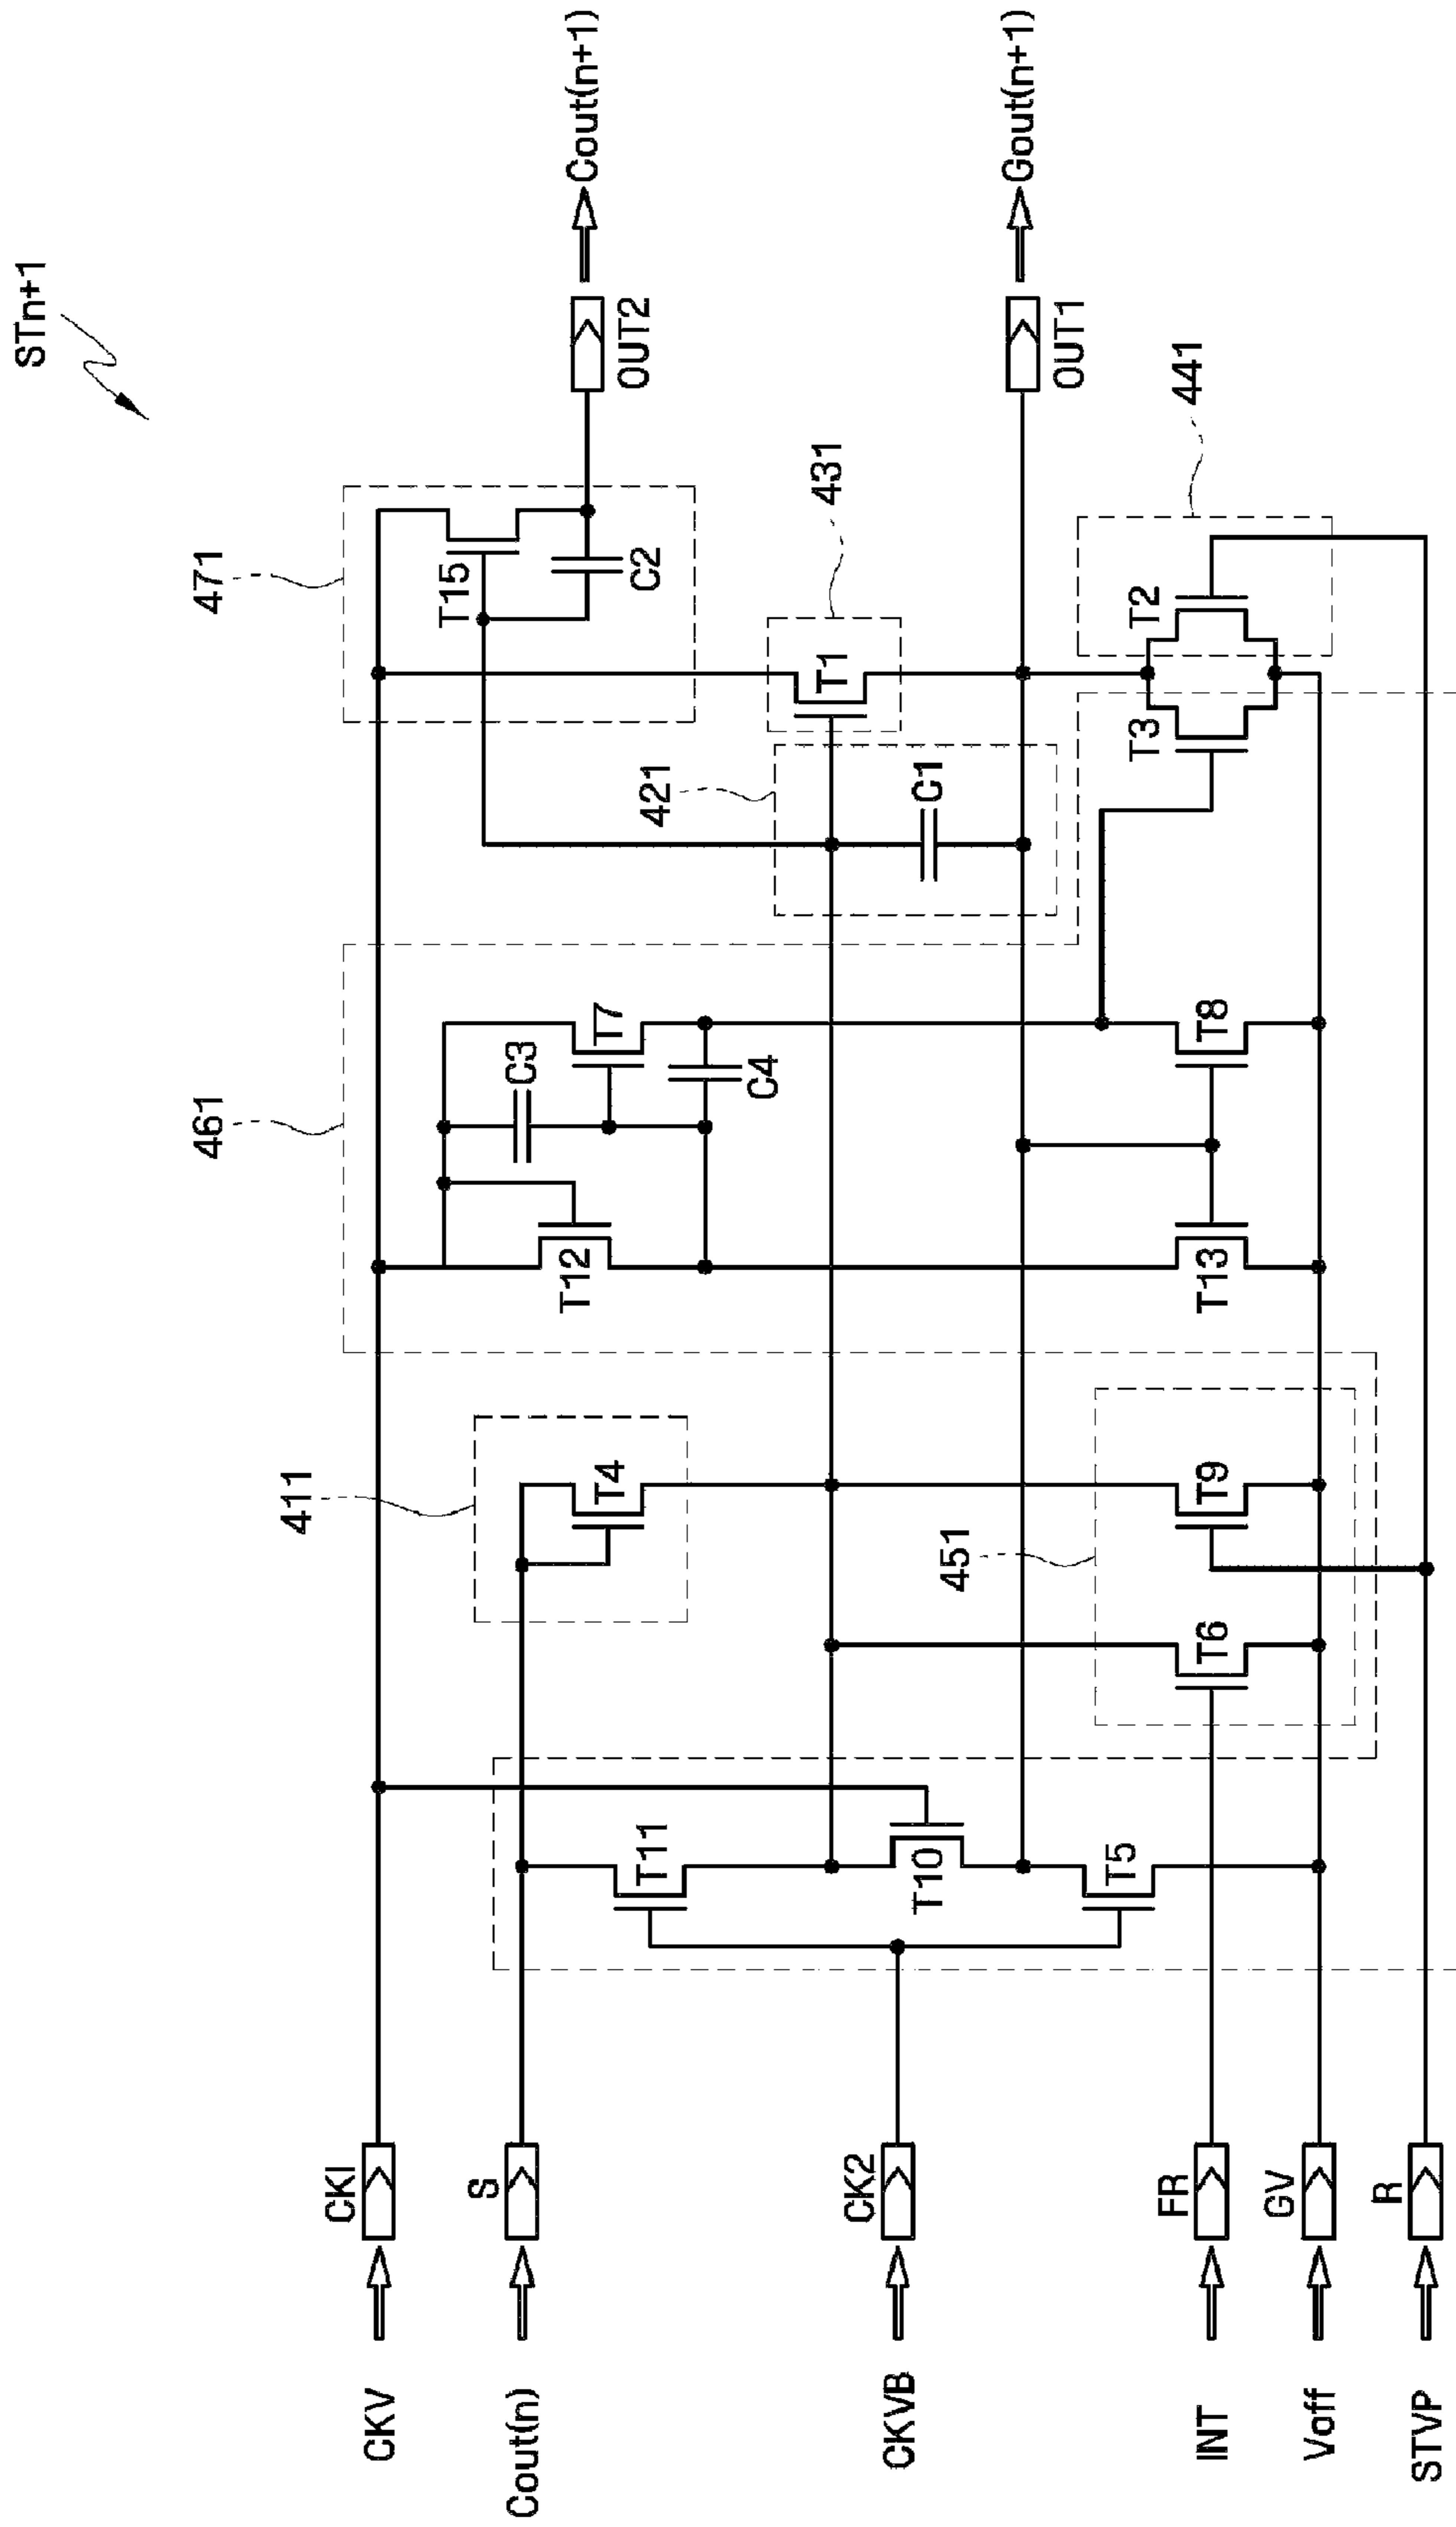 STn+1
471
T15
C2
OUT2
Cout(n+1)
431
T1
421
C1
OUT1
Gout(n+1)
441
T2
T3
461
C3
T7
C4
T12
T8
T13
411
T4
451
T9
T6
T11
T10
T5
CKV
CK1
Cout(n)
S
CKVB
CK2
INT
FR
Voff
GV
STVP
R